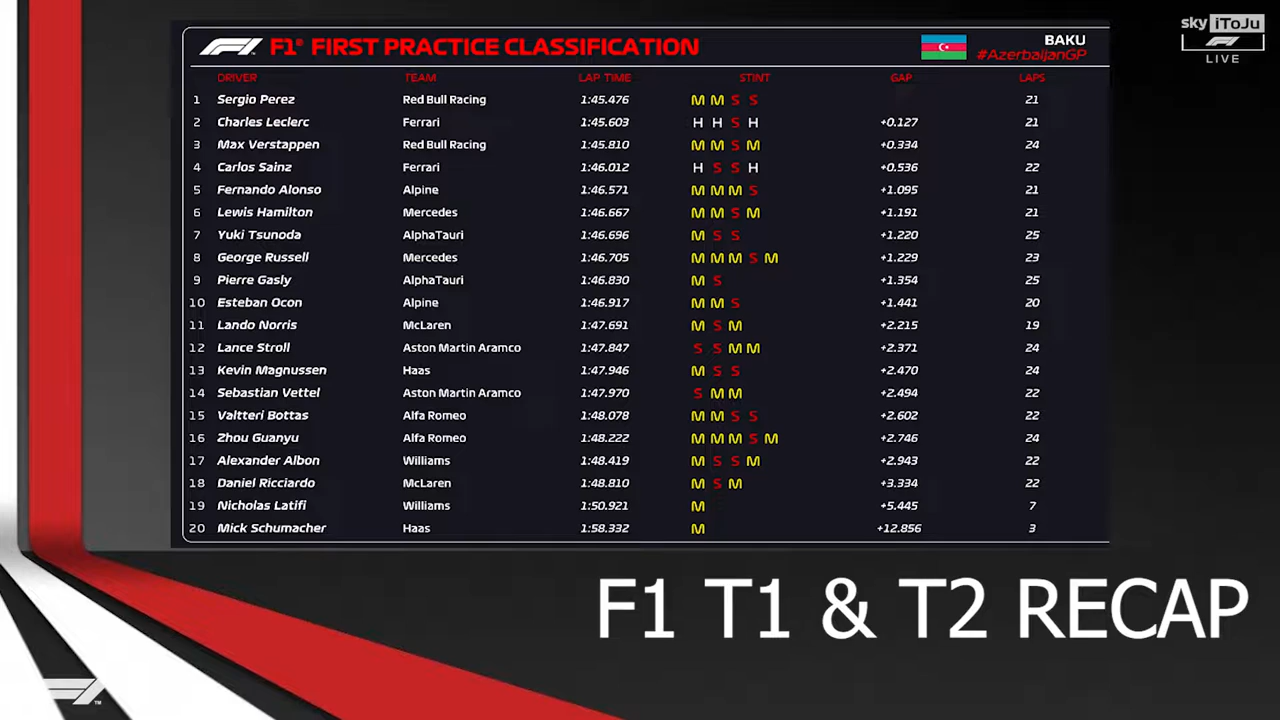 sky iToJu
F1
LIVE
F1 F1® FIRST PRACTICE CLASSIFICATION
BAKU
#AzerbaijanGP
DRIVER TEAM LAP TIME STINT GAP LAPS
1 Sergio Perez Red Bull Racing 1:45.476 M M S S 21
2 Charles Leclerc Ferrari 1:45.603 H H S H +0.127 21
3 Max Verstappen Red Bull Racing 1:45.810 M M S M +0.334 24
4 Carlos Sainz Ferrari 1:46.012 H S S H +0.536 22
5 Fernando Alonso Alpine 1:46.571 M M M S +1.095 21
6 Lewis Hamilton Mercedes 1:46.667 M M S M +1.191 21
7 Yuki Tsunoda AlphaTauri 1:46.696 M S S +1.220 25
8 George Russell Mercedes 1:46.705 M M M S M +1.229 23
9 Pierre Gasly AlphaTauri 1:46.830 M S +1.354 25
10 Esteban Ocon Alpine 1:46.917 M M S +1.441 20
11 Lando Norris McLaren 1:47.691 M S M +2.215 19
12 Lance Stroll Aston Martin Aramco 1:47.847 S S M M +2.371 24
13 Kevin Magnussen Haas 1:47.946 M S S +2.470 24
14 Sebastian Vettel Aston Martin Aramco 1:47.970 S M M +2.494 22
15 Valtteri Bottas Alfa Romeo 1:48.078 M M S S +2.602 22
16 Zhou Guanyu Alfa Romeo 1:48.222 M M M S M +2.746 24
17 Alexander Albon Williams 1:48.419 M S S M +2.943 22
18 Daniel Ricciardo McLaren 1:48.810 M S M +3.334 22
19 Nicholas Latifi Williams 1:50.921 M +5.445 7
20 Mick Schumacher Haas 1:58.332 M +12.856 3
F1 T1 & T2 RECAP
F1 TM